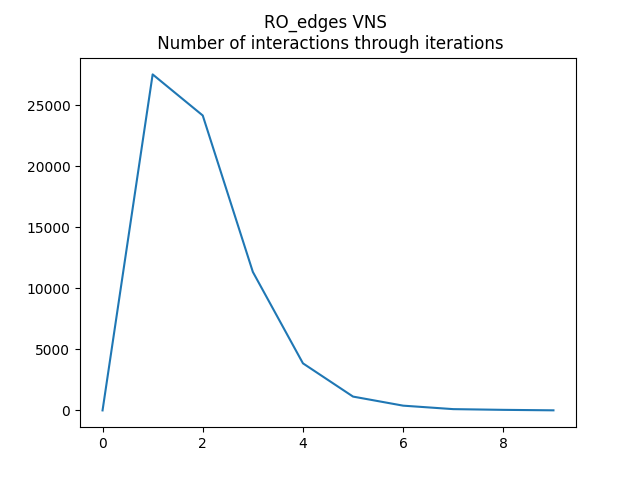 RO_edges VNS
Number of interactions through iterations
25000
20000
15000
10000
5000
0
0 2 4 6 8